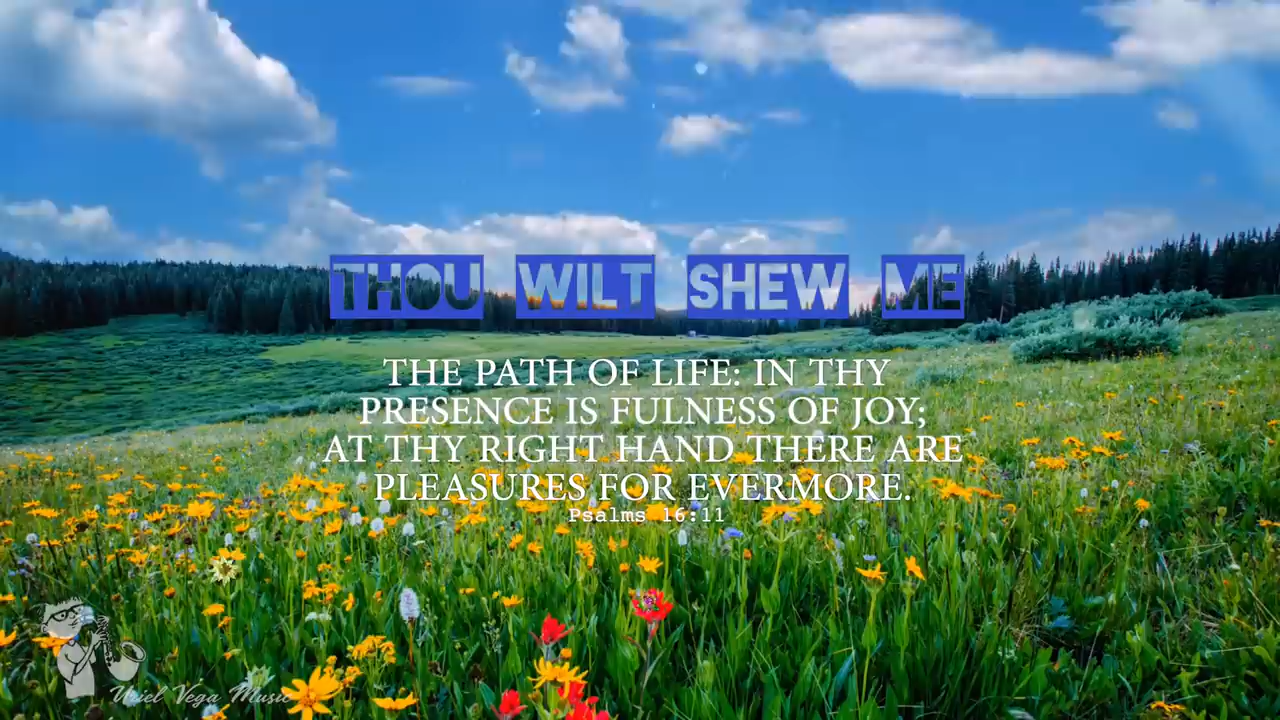 THOU WILT SHEW ME
THE PATH OF LIFE: IN THY
PRESENCE IS FULNESS OF JOY;
AT THY RIGHT HAND THERE ARE
PLEASURES FOR EVERMORE.
Psalms 16:11
Uriel Vega Music